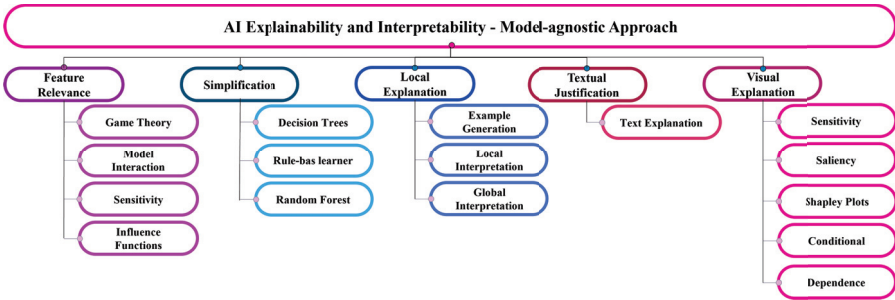 AI Explainability and Interpretability - Model-agnostic Approach
Feature
Relevance
Game Theory
Model
Interaction
Sensitivity
Influence
Functions
Simplification
Decision Trees
Rule-bas learner
Random Forest
Local
Explanation
Example
Generation
Local
Interpretation
Global
Interpretation
Textual
Justification
Text Explanation
Visual
Explanation
Sensitivity
Saliency
Shapley Plots
Conditional
Dependence